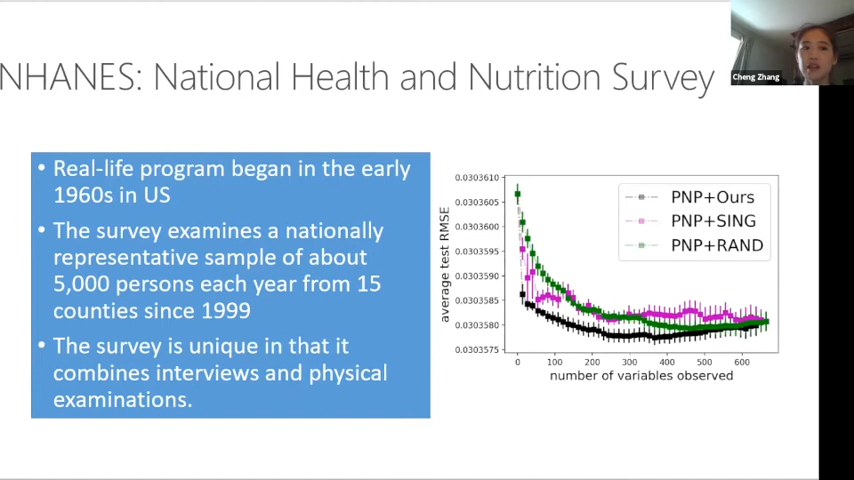 NHANES: National Health and Nutrition Survey
Cheng Zhang
• Real-life program began in the early
1960s in US
• The survey examines a nationally
representative sample of about
5,000 persons each year from 15
counties since 1999
• The survey is unique in that it
combines interviews and physical
examinations.
average test RMSE
0.0303610
0.0303605
0.0303600
0.0303595
0.0303590
0.0303585
0.0303580
0.0303575
PNP+Ours
PNP+SING
PNP+RAND
0 100 200 300 400 500 600
number of variables observed